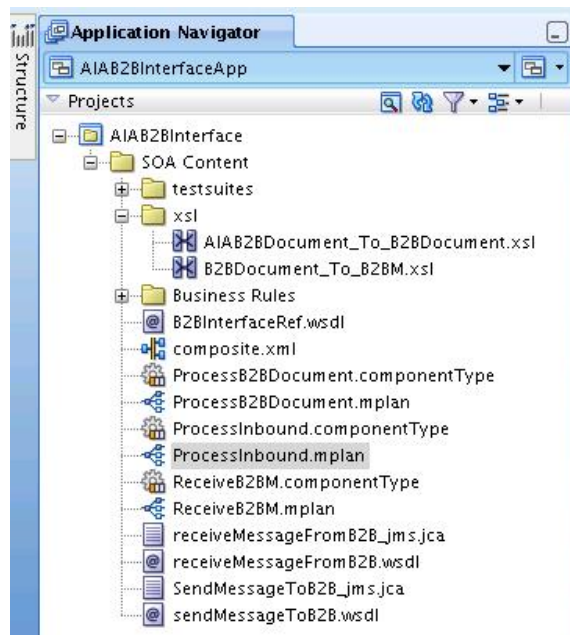 Application Navigator
Structure
AIAB2BInterfaceApp
Projects
AIAB2BInterface
SOA Content
testsuites
xsl
AIAB2BDocument_To_B2BDocument.xsl
B2BDocument_To_B2BM.xsl
Business Rules
B2BInterfaceRef.wsdl
composite.xml
ProcessB2BDocument.componentType
ProcessB2BDocument.mplan
ProcessInbound.componentType
ProcessInbound.mplan
ReceiveB2BM.componentType
ReceiveB2BM.mplan
receiveMessageFromB2B_jms.jca
receiveMessageFromB2B.wsdl
SendMessageToB2B_jms.jca
sendMessageToB2B.wsdl